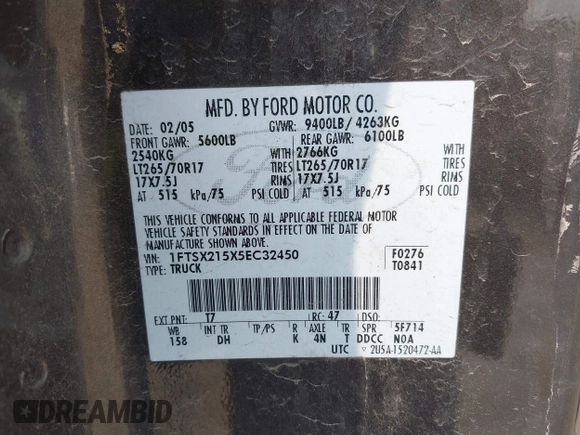 MFD. BY FORD MOTOR CO.
DATE: 02/05 GVWR: 9400LB/ 4263KG
FRONT GAWR: 5600LB REAR GAWR: 6100LB
2540KG WITH 2766KG WITH
LT265/70R17 TIRES LT265/70R17 TIRES
17X7.5J RIMS 17X7.5J RIMS
AT 515 kPa/75 PSI COLD AT 515 kPa/75 PSI COLD
THIS VEHICLE CONFORMS TO ALL APPLICABLE FEDERAL MOTOR
VEHICLE SAFETY STANDARDS IN EFFECT ON THE DATE OF
MANUFACTURE SHOWN ABOVE.
VIN: 1FTSX215X5EC32450 F0276
TYPE: TRUCK T0841
EXT PNT: T7 RC: 47 DSO:
WB INT TR TP/PS R AXLE TR SPR 5F714
158 DH K 4N T DDCC N0A
UTC ▿ 2U5A-1520472-AA
Ford
DREAMBID